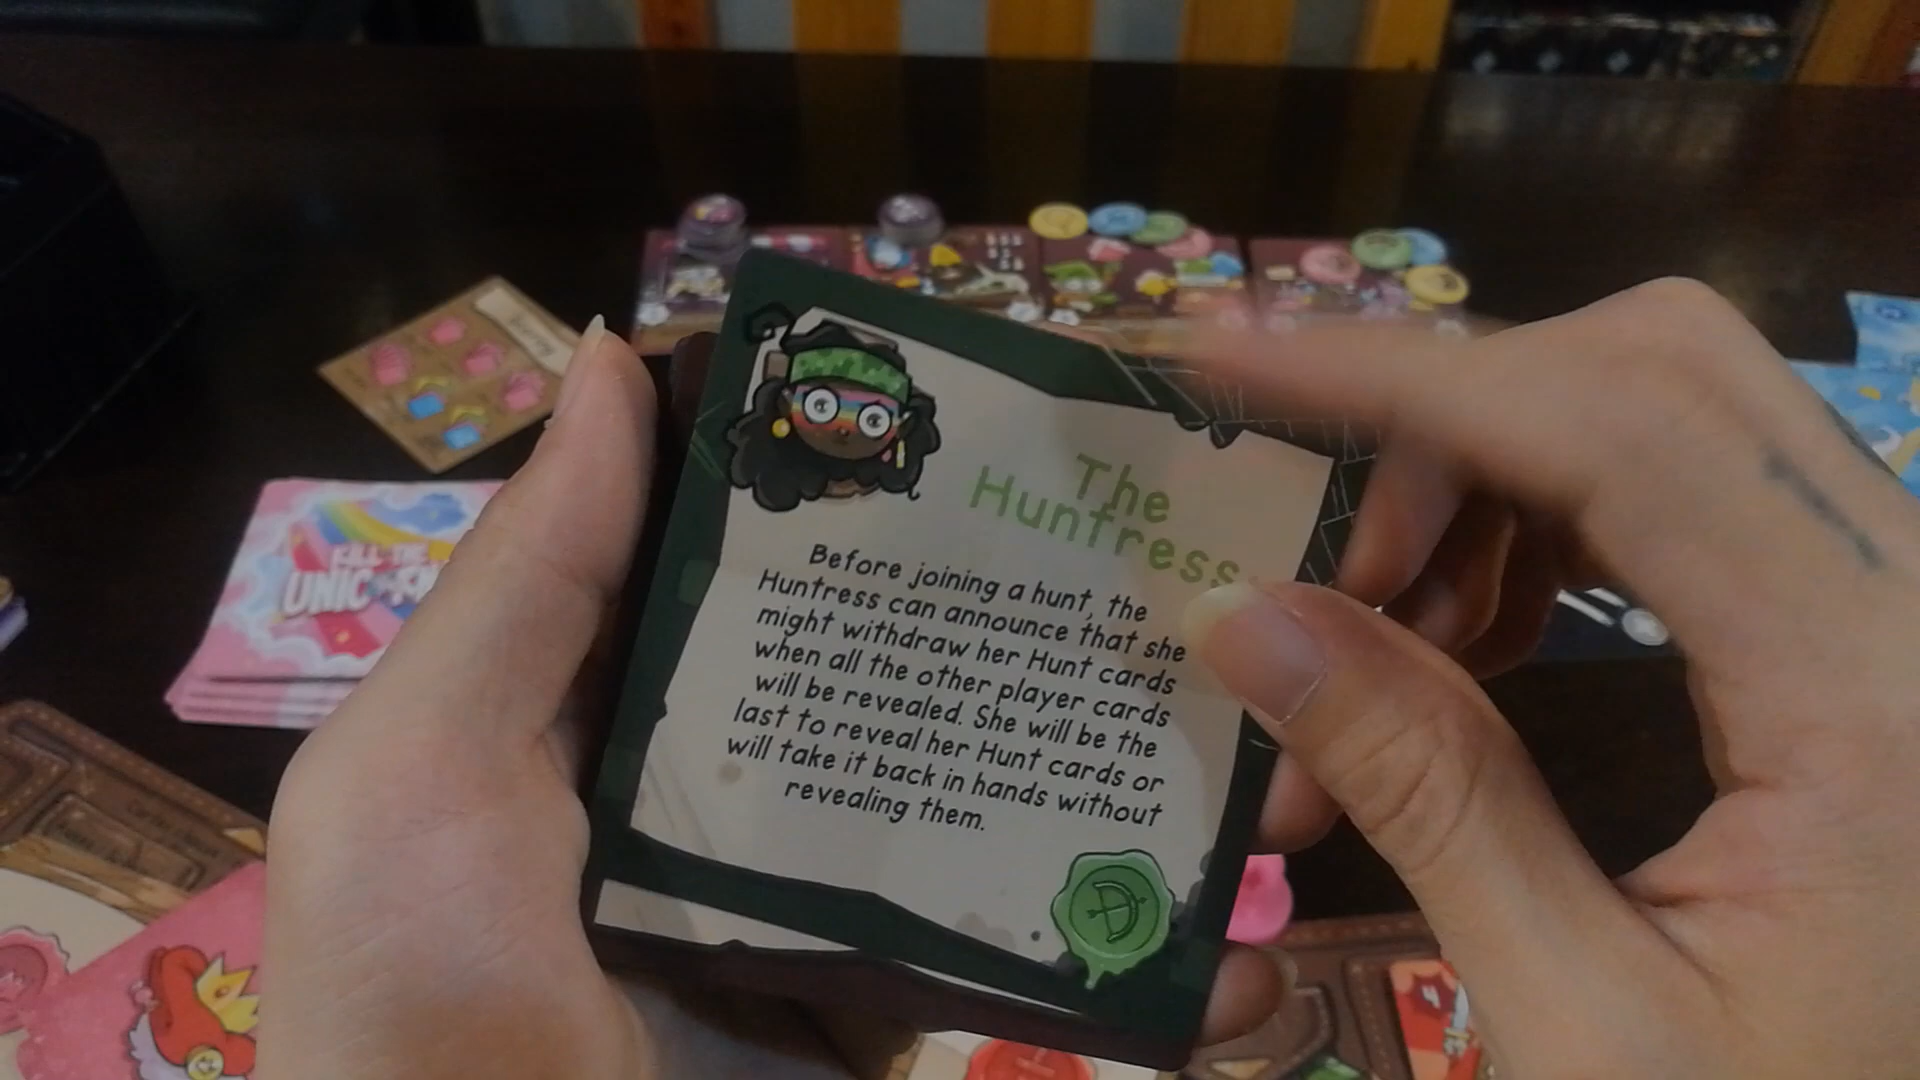 The
Huntress
Before joining a hunt, the
Huntress can announce that she
might withdraw her Hunt cards
when all the other player cards
will be revealed. She will be the
last to reveal her Hunt cards or
will take it back in hands without
revealing them.
KILL THE
4